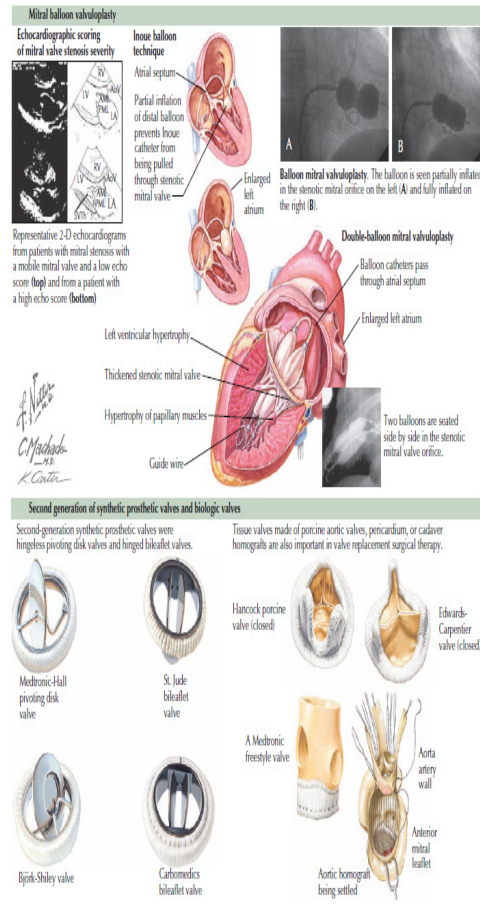 Mitral balloon valvuloplasty
Echocardiographic scoring
of mitral valve stenosis severity
RV
LV
AoV
AML
PML
LA
RV
LV
AoV
AML
PML
LA
SVTh
Representative 2-D echocardiograms
from patients with mitral stenosis with
a mobile mitral valve and a low echo
score (top) and from a patient with
a high echo score (bottom)
Inoue balloon
technique
Atrial septum
Partial inflation
of distal balloon
prevents Inoue
catheter from
being pulled
through stenotic
mitral valve
Enlarged
left
atrium
A
B
Balloon mitral valvuloplasty. The balloon is seen partially inflated
in the stenotic mitral orifice on the left (A) and fully inflated on
the right (B).
Double-balloon mitral valvuloplasty
Balloon catheters pass
through atrial septum
Enlarged left atrium
Left ventricular hypertrophy
Thickened stenotic mitral valve
Hypertrophy of papillary muscles
Guide wire
Two balloons are seated
side by side in the stenotic
mitral valve orifice.
f. Netter
M.D.
C. Machado
M.D.
K. Carter
Second generation of synthetic prosthetic valves and biologic valves
Second-generation synthetic prosthetic valves were
hingeless pivoting disk valves and hinged bileaflet valves.
Medtronic-Hall
pivoting disk
valve
St. Jude
bileaflet
valve
Björk-Shiley valve
Carbomedics
bileaflet valve
Tissue valves made of porcine aortic valves, pericardium, or cadaver
homografts are also important in valve replacement surgical therapy.
Hancock porcine
valve (closed)
Edwards-
Carpentier
valve (closed)
A Medtronic
freestyle valve
Aorta
artery
wall
Anterior
mitral
leaflet
Aortic homograft
being settled